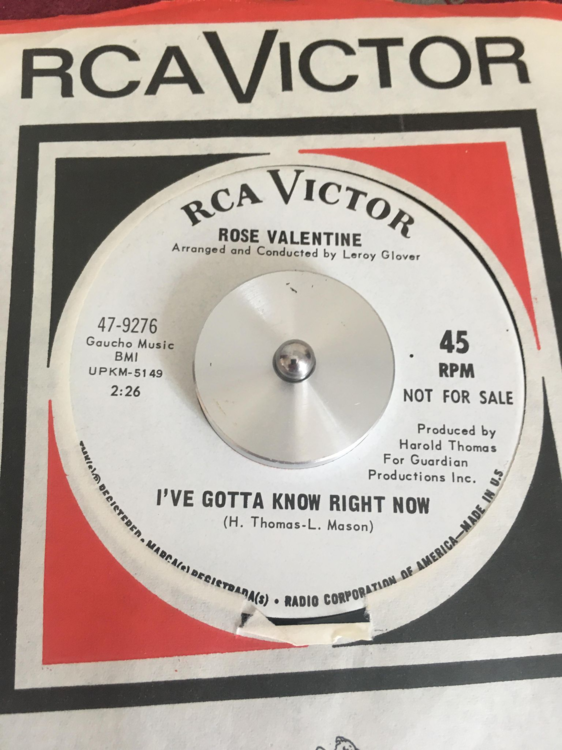 RCA VICTOR
RCA VICTOR
ROSE VALENTINE
Arranged and Conducted by Leroy Glover
47-9276
Gaucho Music
BMI
UPKM-5149
2:26
45
RPM
NOT FOR SALE
Produced by
Harold Thomas
For Guardian
Productions Inc.
I'VE GOTTA KNOW RIGHT NOW
(H. Thomas-L. Mason)
REGISTERED • MARCA(s) REGISTRADA(s) • RADIO CORPORATION OF AMERICA—MADE IN U.S